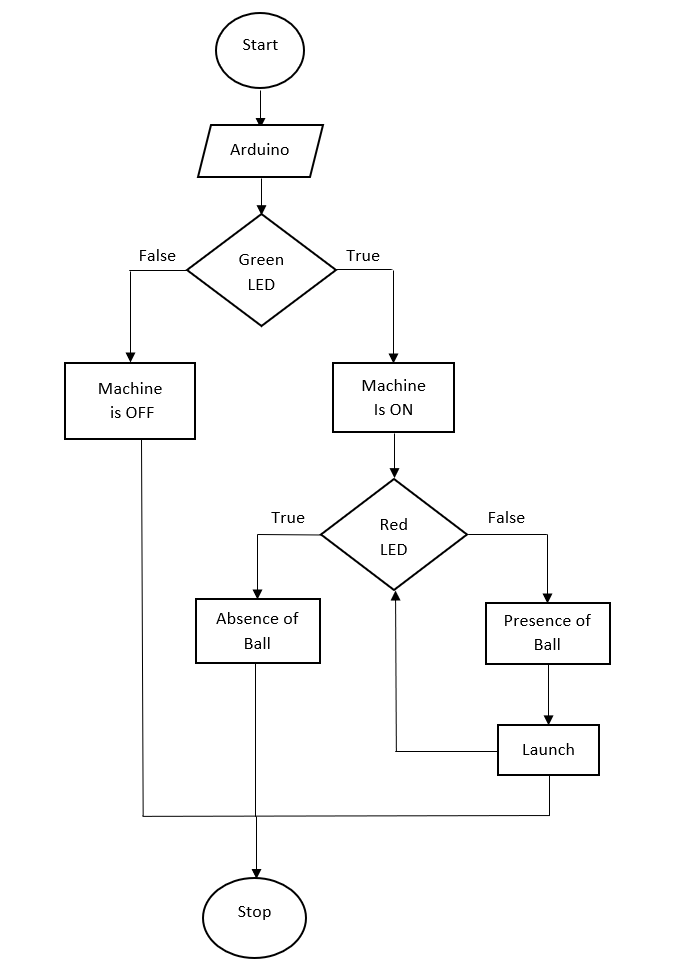 Start
Arduino
False
True
Green
LED
Machine
is OFF
Machine
Is ON
True
False
Red
LED
Absence of
Ball
Presence of
Ball
Launch
Stop